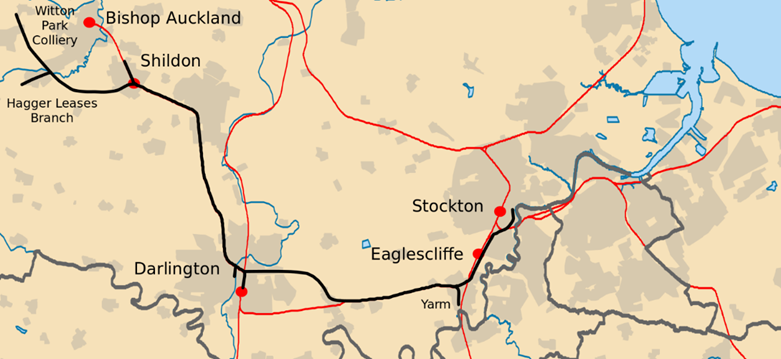 Witton
Park
Colliery
Bishop Auckland
Shildon
Hagger Leases
Branch
Stockton
Eaglescliffe
Darlington
Yarm